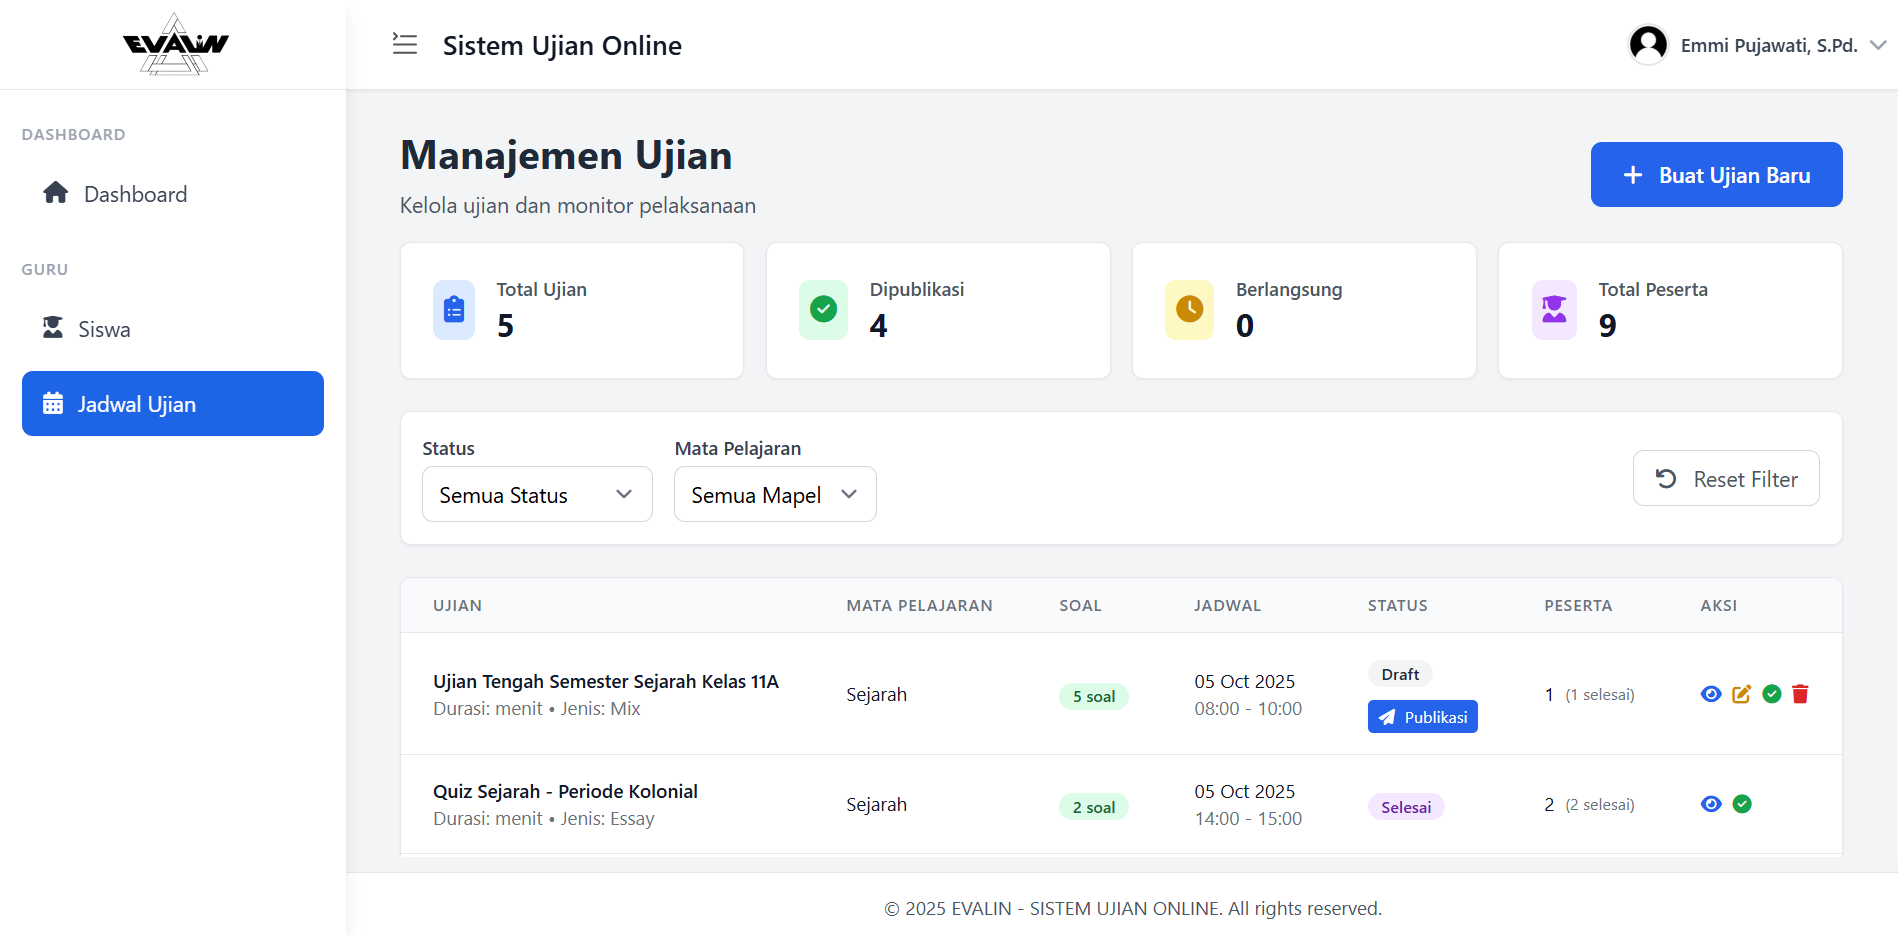 EVALIN
Sistem Ujian Online
Emmi Pujawati, S.Pd.
DASHBOARD
Dashboard
GURU
Siswa
Jadwal Ujian
Manajemen Ujian
Kelola ujian dan monitor pelaksanaan
Buat Ujian Baru
Total Ujian
5
Dipublikasi
4
Berlangsung
0
Total Peserta
9
Status
Semua Status
Mata Pelajaran
Semua Mapel
Reset Filter
UJIAN MATA PELAJARAN SOAL JADWAL STATUS PESERTA AKSI
Ujian Tengah Semester Sejarah Kelas 11A
Durasi: menit • Jenis: Mix
Sejarah
5 soal
05 Oct 2025
08:00 - 10:00
Draft
Publikasi
1 (1 selesai)
Quiz Sejarah - Periode Kolonial
Durasi: menit • Jenis: Essay
Sejarah
2 soal
05 Oct 2025
14:00 - 15:00
Selesai
2 (2 selesai)
© 2025 EVALIN - SISTEM UJIAN ONLINE. All rights reserved.